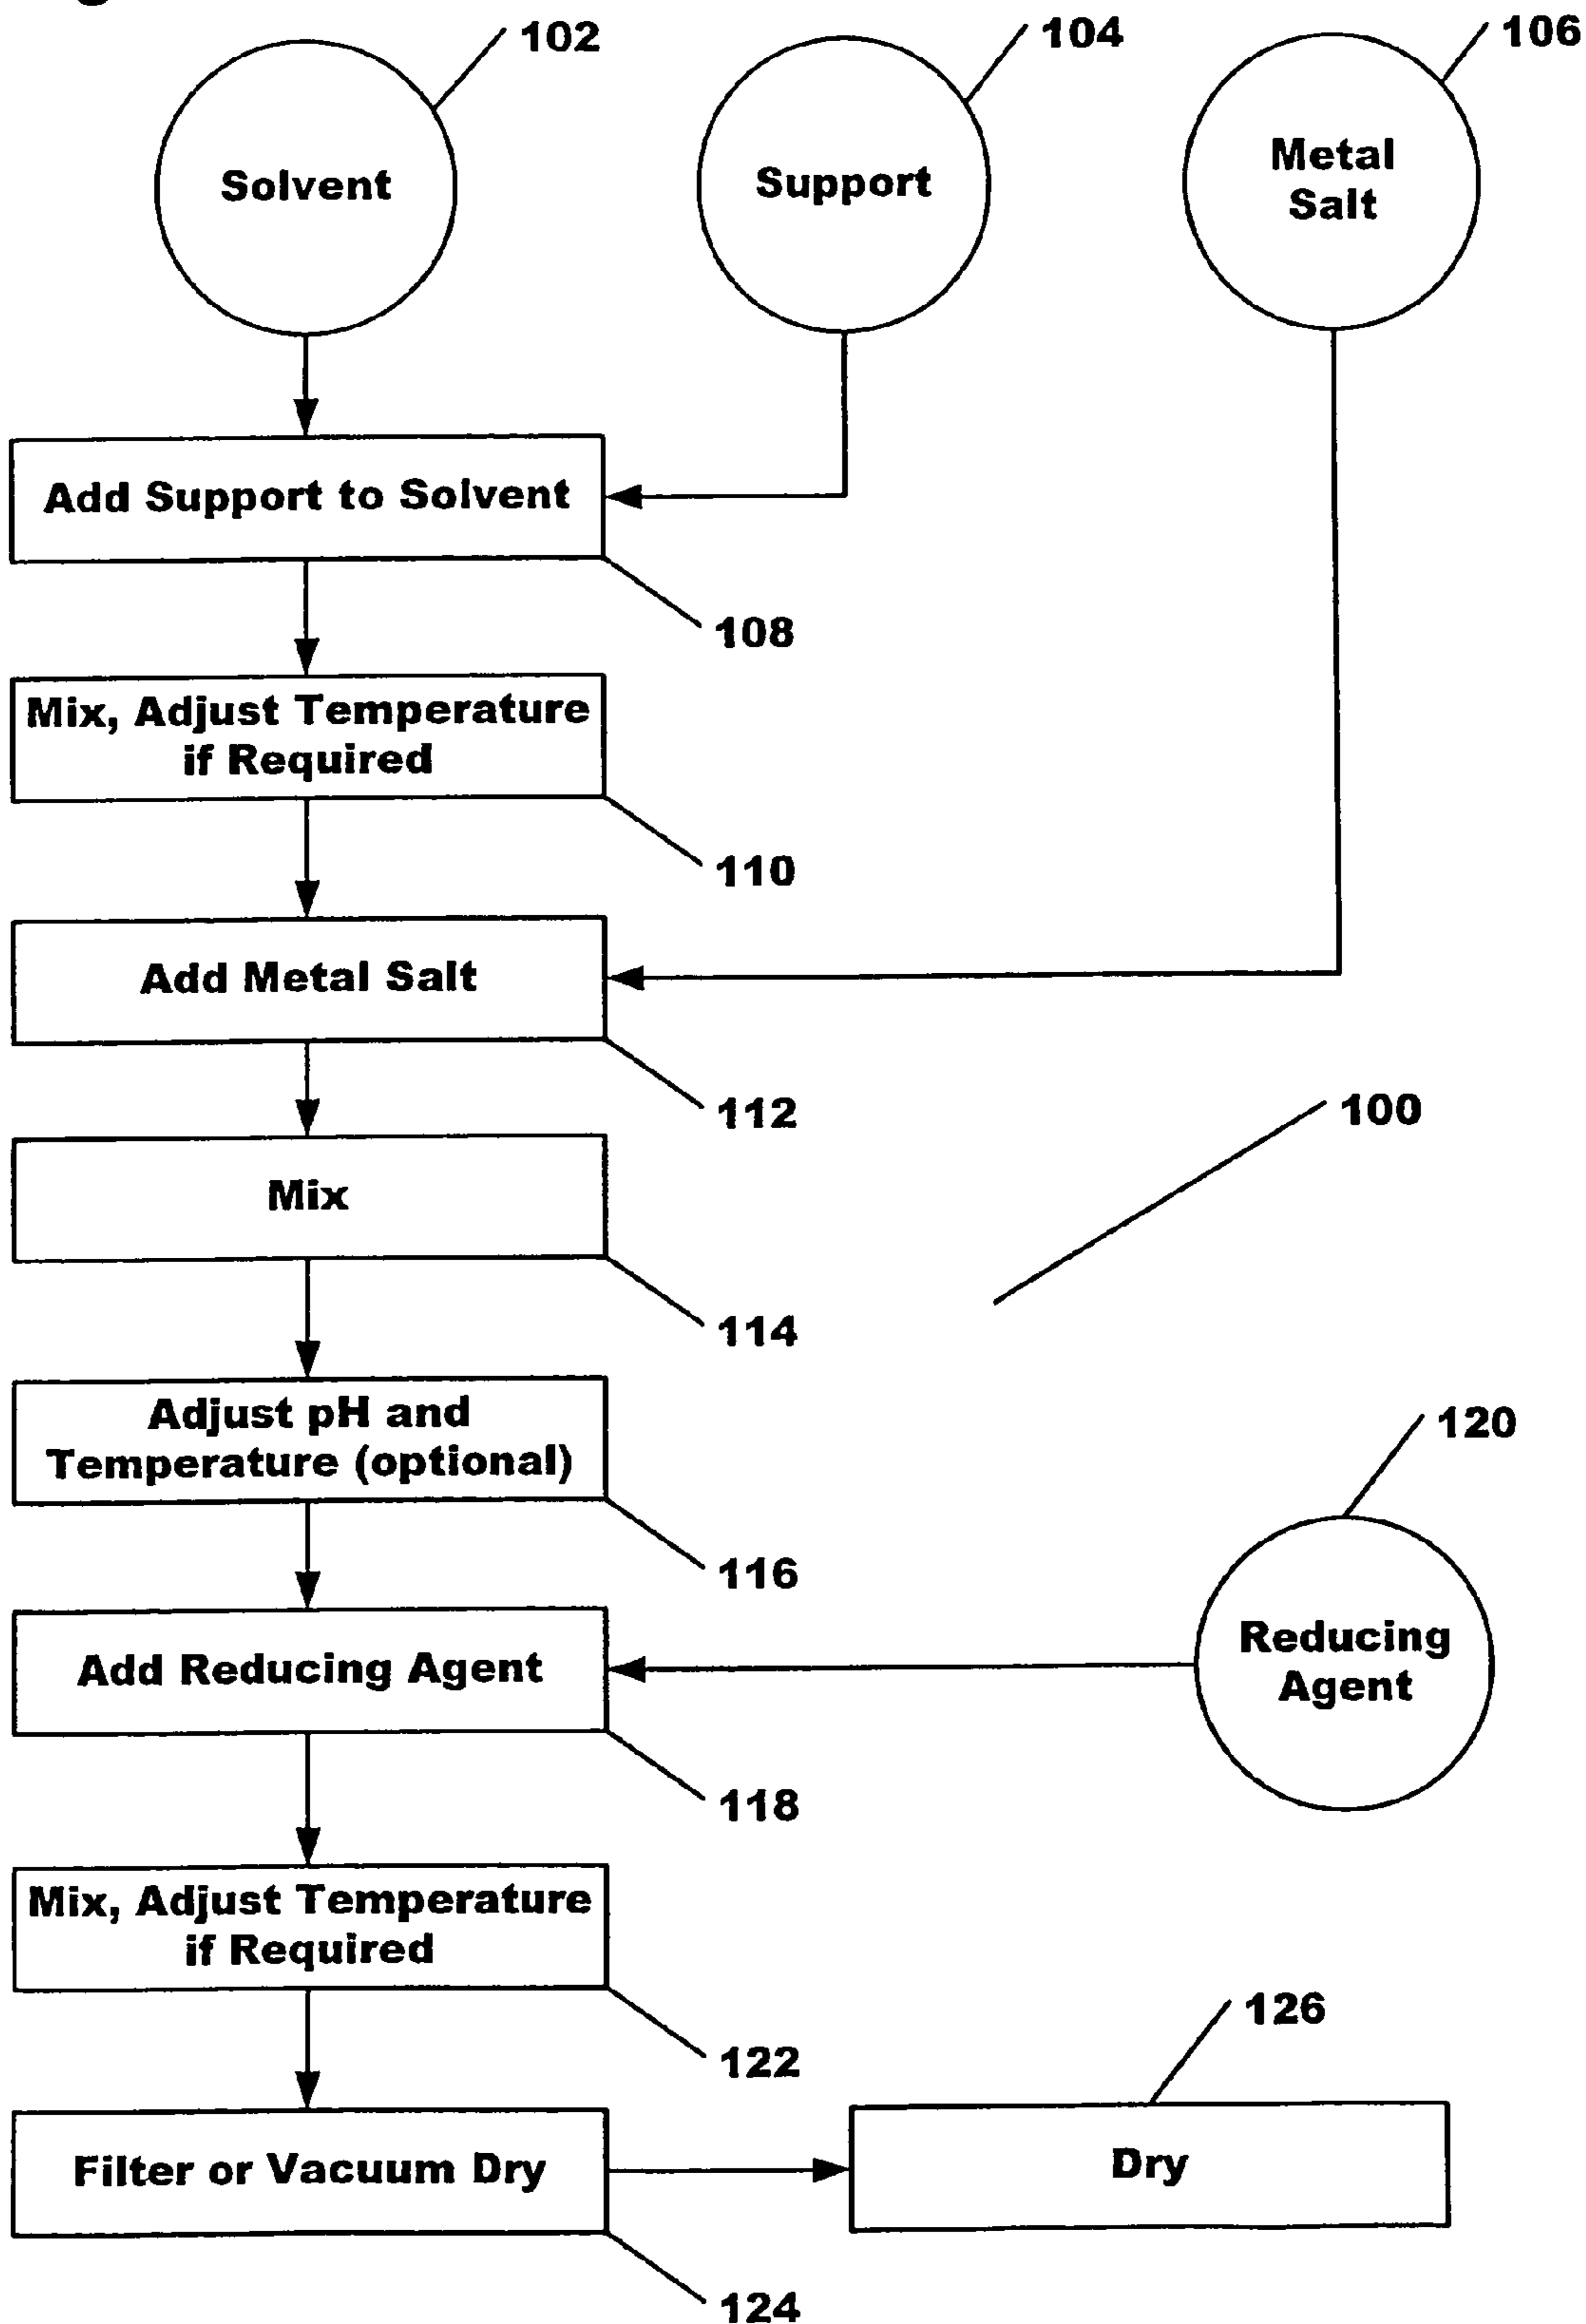 102
104
106
Solvent
Support
Metal
Salt
Add Support to Solvent
108
Mix, Adjust Temperature
if Required
110
Add Metal Salt
112
100
Mix
114
Adjust pH and
Temperature (optional)
120
116
Reducing
Agent
Add Reducing Agent
118
Mix, Adjust Temperature
if Required
126
122
Filter or Vacuum Dry
Dry
124